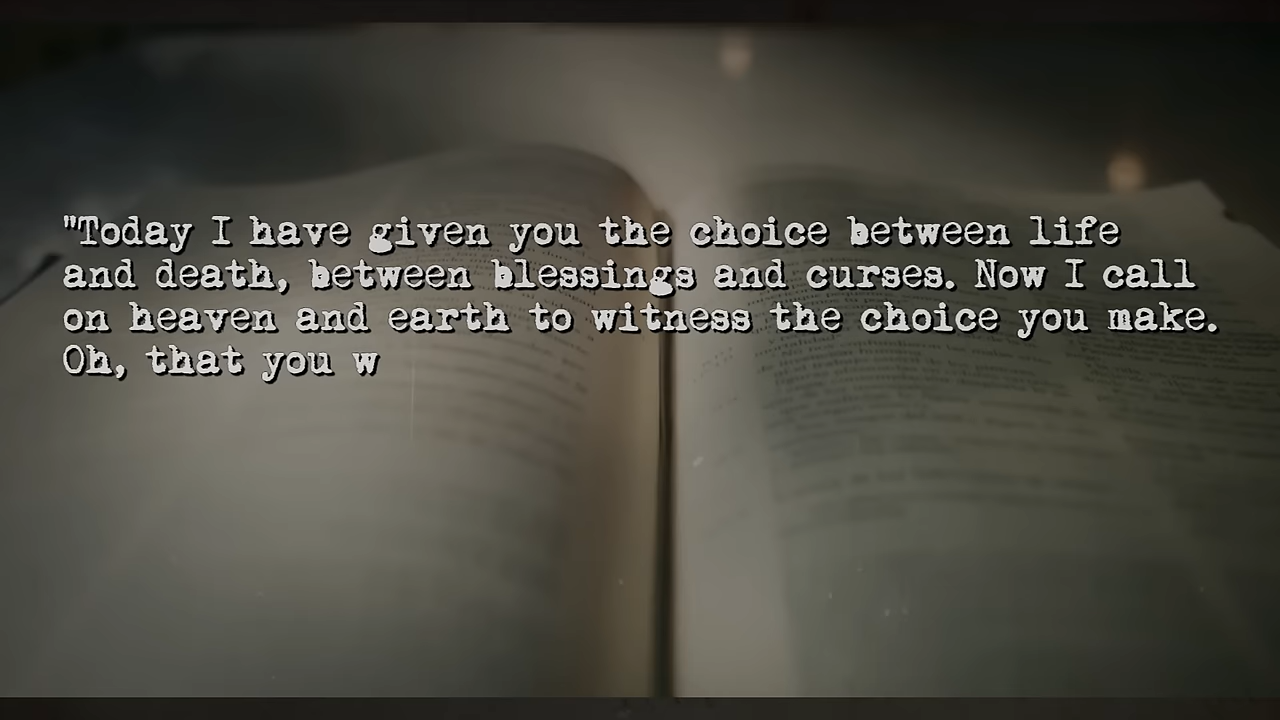 "Today I have given you the choice between life
and death, between blessings and curses. Now I call
on heaven and earth to witness the choice you make.
Oh, that you w